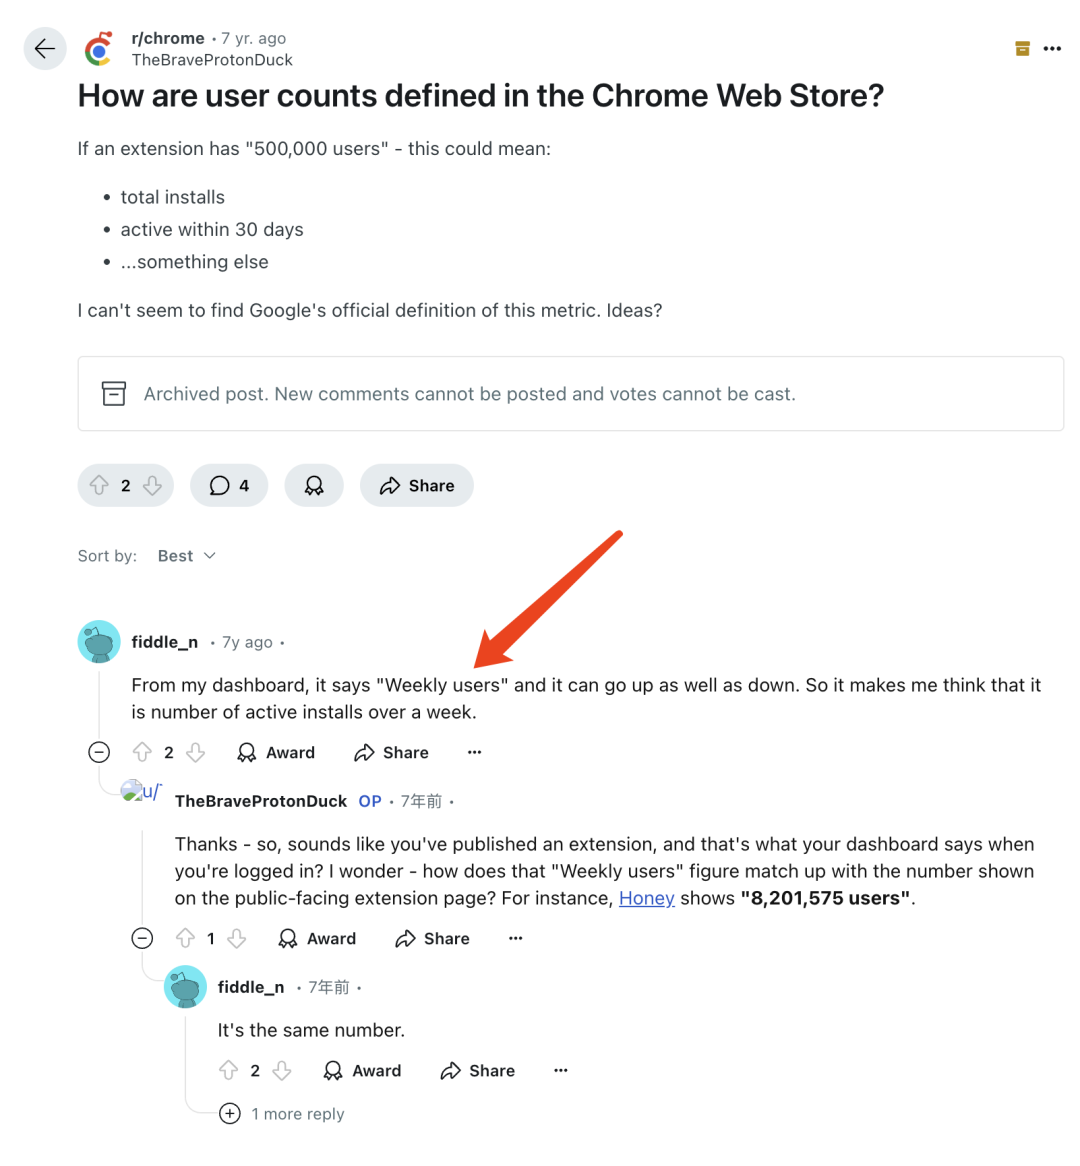 r/chrome • 7 yr. ago
TheBraveProtonDuck
How are user counts defined in the Chrome Web Store?
If an extension has "500,000 users" - this could mean:
• total installs
• active within 30 days
• ...something else
I can't seem to find Google's official definition of this metric. Ideas?
Archived post. New comments cannot be posted and votes cannot be cast.
2 4 Share
Sort by: Best
fiddle_n • 7y ago •
From my dashboard, it says "Weekly users" and it can go up as well as down. So it makes me think that it
is number of active installs over a week.
2 Award Share
u/
TheBraveProtonDuck OP • 7年前 •
Thanks - so, sounds like you've published an extension, and that's what your dashboard says when
you're logged in? I wonder - how does that "Weekly users" figure match up with the number shown
on the public-facing extension page? For instance, Honey shows "8,201,575 users".
1 Award Share
fiddle_n • 7年前 •
It's the same number.
2 Award Share
1 more reply